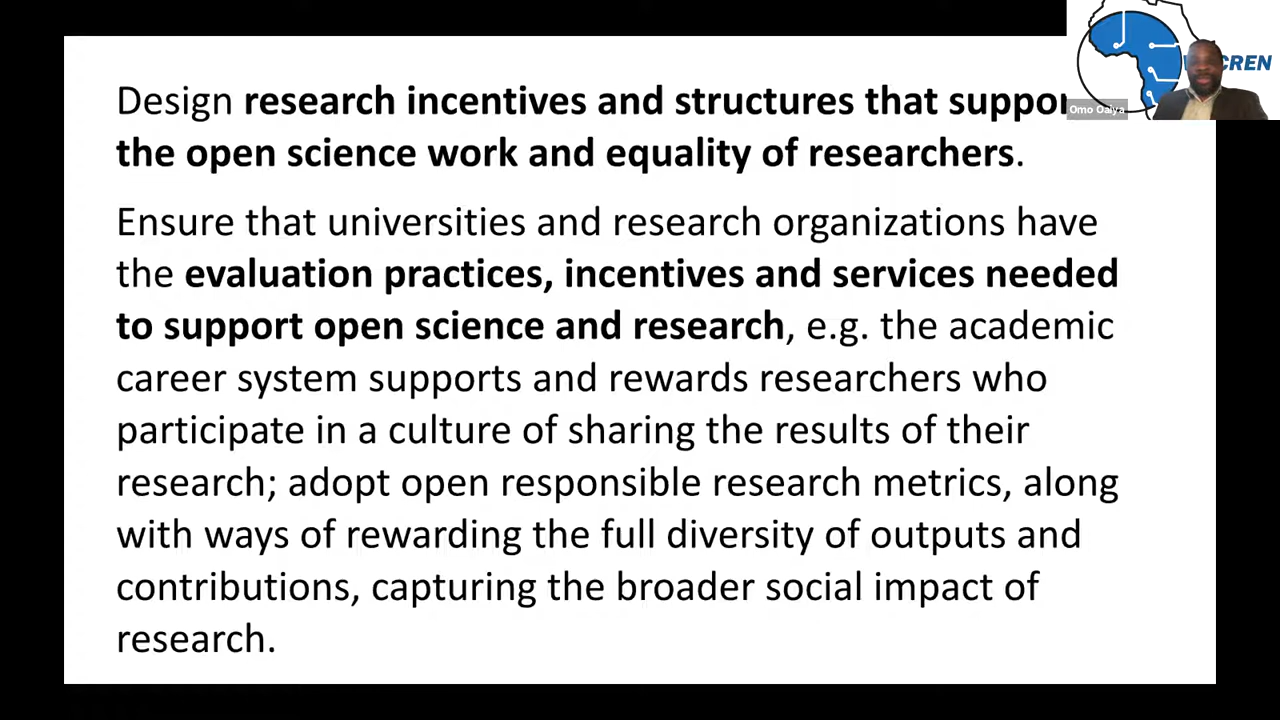 Design research incentives and structures that suppor
the open science work and equality of researchers.
Ensure that universities and research organizations have
the evaluation practices, incentives and services needed
to support open science and research, e.g. the academic
career system supports and rewards researchers who
participate in a culture of sharing the results of their
research; adopt open responsible research metrics, along
with ways of rewarding the full diversity of outputs and
contributions, capturing the broader social impact of
research.
Omo Oaiya